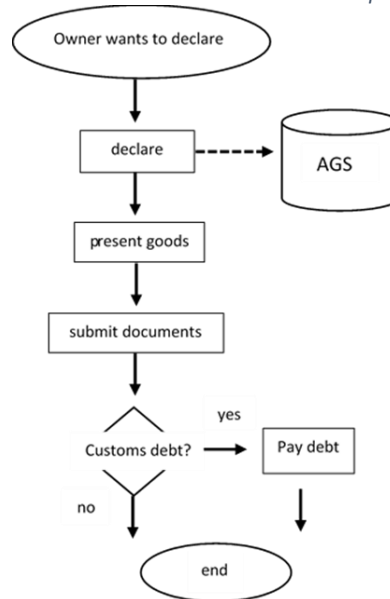 Owner wants to declare
declare
AGS
present goods
submit documents
yes
Customs debt?
Pay debt
no
end